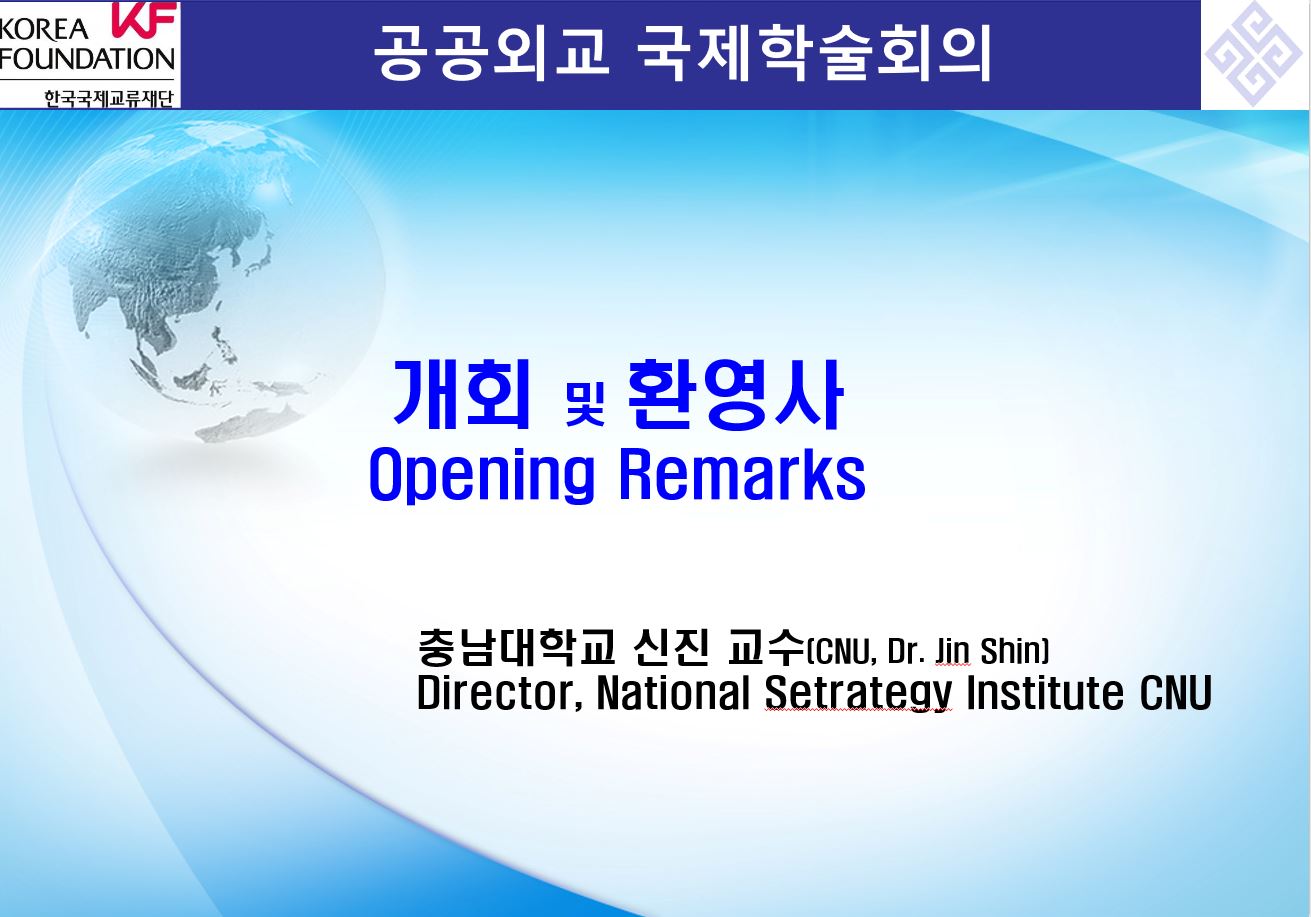 KOREA KF
FOUNDATION
한국국제교류재단
공공외교 국제학술회의
개회 및 환영사
Opening Remarks
충남대학교 신진 교수(CNU, Dr. Jin Shin)
Director, National Setrategy Institute CNU